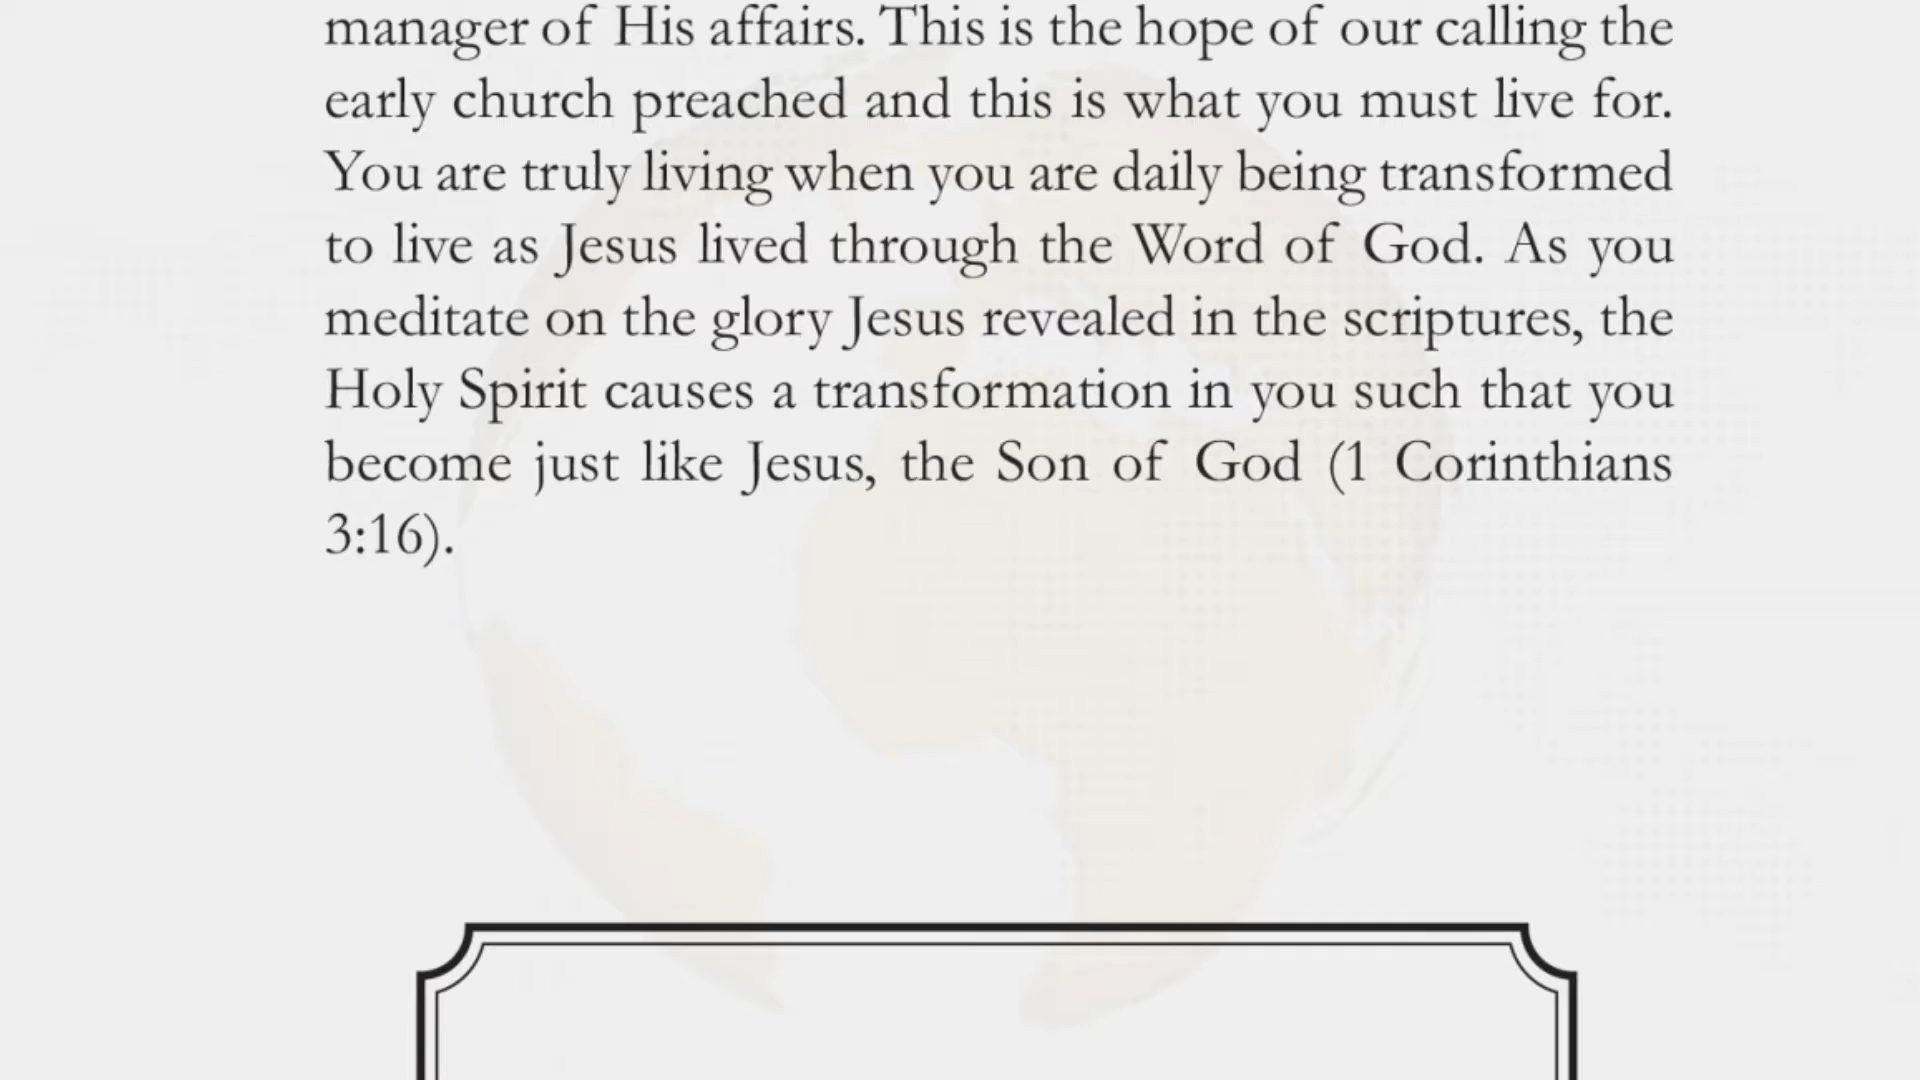 manager of His affairs. This is the hope of our calling the
early church preached and this is what you must live for.
You are truly living when you are daily being transformed
to live as Jesus lived through the Word of God. As you
meditate on the glory Jesus revealed in the scriptures, the
Holy Spirit causes a transformation in you such that you
become just like Jesus, the Son of God (1 Corinthians
3:16).